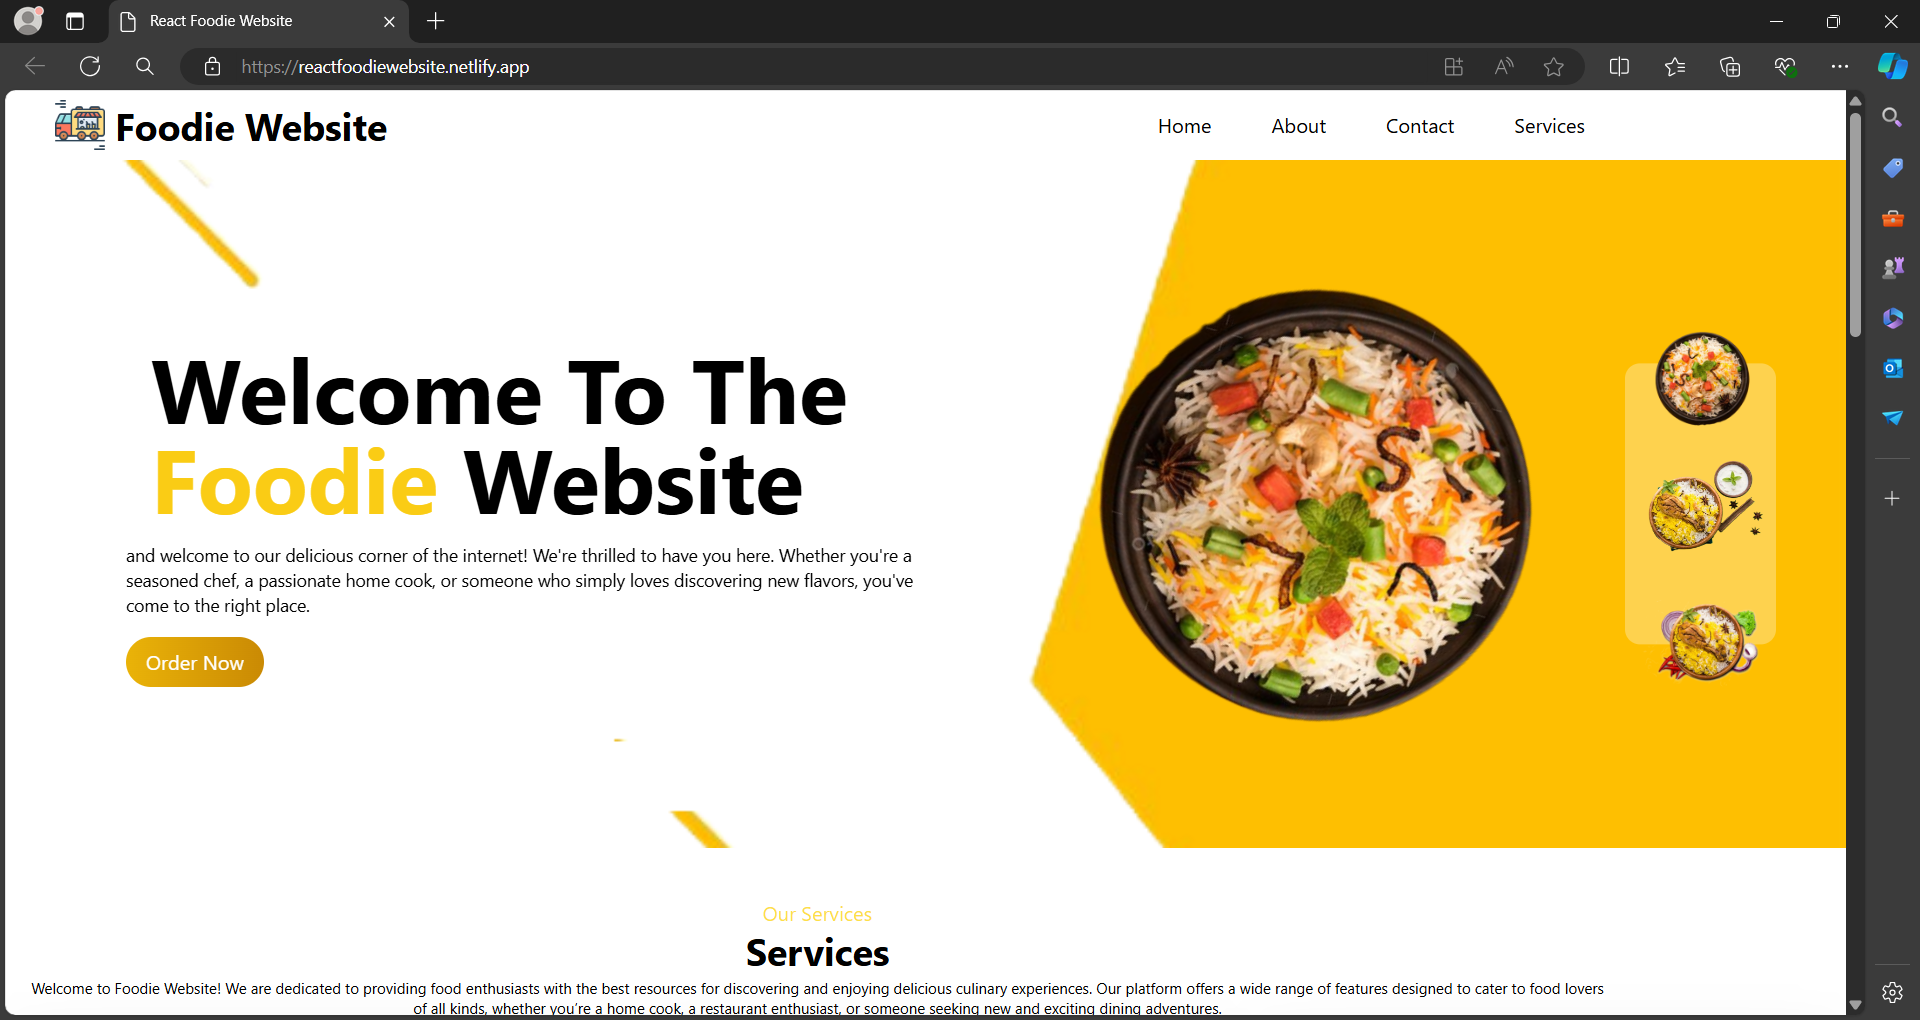 React Foodie Website
https://reactfoodiewebsite.netlify.app
Foodie Website
Home About Contact Services
Welcome To The
Foodie Website
and welcome to our delicious corner of the internet! We're thrilled to have you here. Whether you're a
seasoned chef, a passionate home cook, or someone who simply loves discovering new flavors, you've
come to the right place.
Order Now
Our Services
Services
Welcome to Foodie Website! We are dedicated to providing food enthusiasts with the best resources for discovering and enjoying delicious culinary experiences. Our platform offers a wide range of features designed to cater to food lovers
of all kinds, whether you're a home cook, a restaurant enthusiast, or someone seeking new and exciting dining adventures.